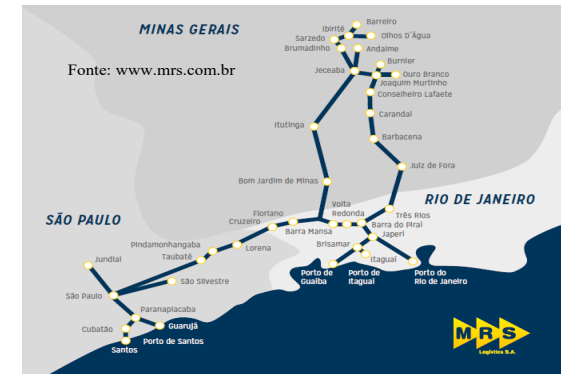 MINAS GERAIS
Fonte: www.mrs.com.br
Barreiro
Ibirité
Olhos D´Água
Sarzedo
Brumadinho
Andaime
Burnier
Jeceaba
Ouro Branco
Joaquim Murtinho
Conselheiro Lafaete
Carandaí
Itutinga
Barbacena
Juiz de Fora
Bom Jardim de Minas
RIO DE JANEIRO
SÃO PAULO
Floriano
Cruzeiro
Volta
Redonda
Três Rios
Barra do Piraí
Barra Mansa
Japeri
Pindamonhangaba
Taubaté
Lorena
Brisamar
Itaguaí
Jundiaí
São Silvestre
Porto de
Guaíba
Porto de
Itaguaí
Porto do
Rio de Janeiro
São Paulo
Paranapiacaba
Cubatão
Guarujá
Porto de Santos
Santos
MRS
Logística S.A.